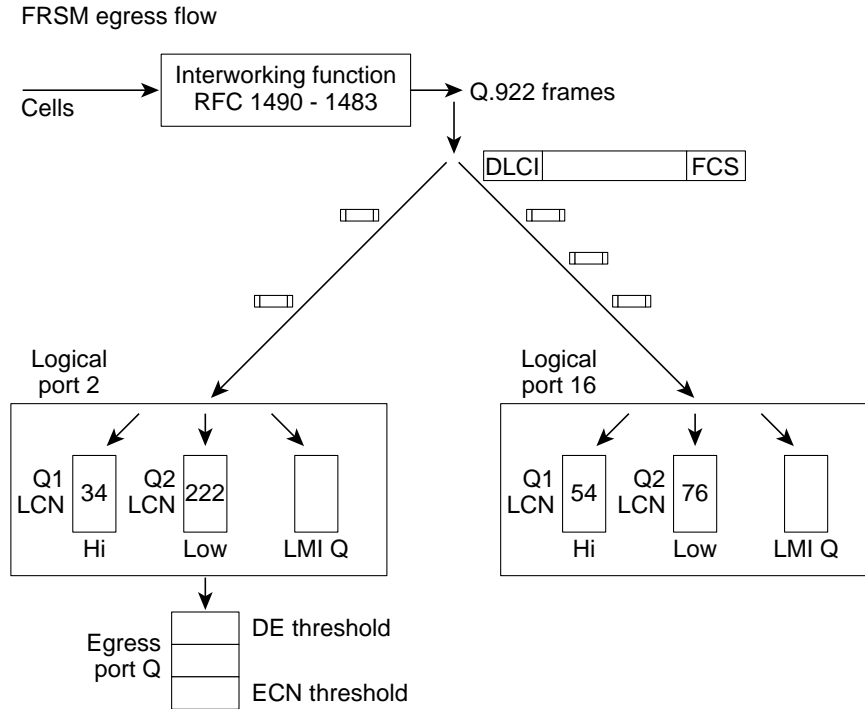 FRSM egress flow
Interworking function
RFC 1490 - 1483
Cells
Q.922 frames
DLCI
FCS
Logical
port 2
Logical
port 16
Q1
LCN
34
Q2
LCN
222
Hi
Low
LMI Q
Q1
LCN
54
Q2
LCN
76
Hi
Low
LMI Q
Egress
port Q
DE threshold
ECN threshold